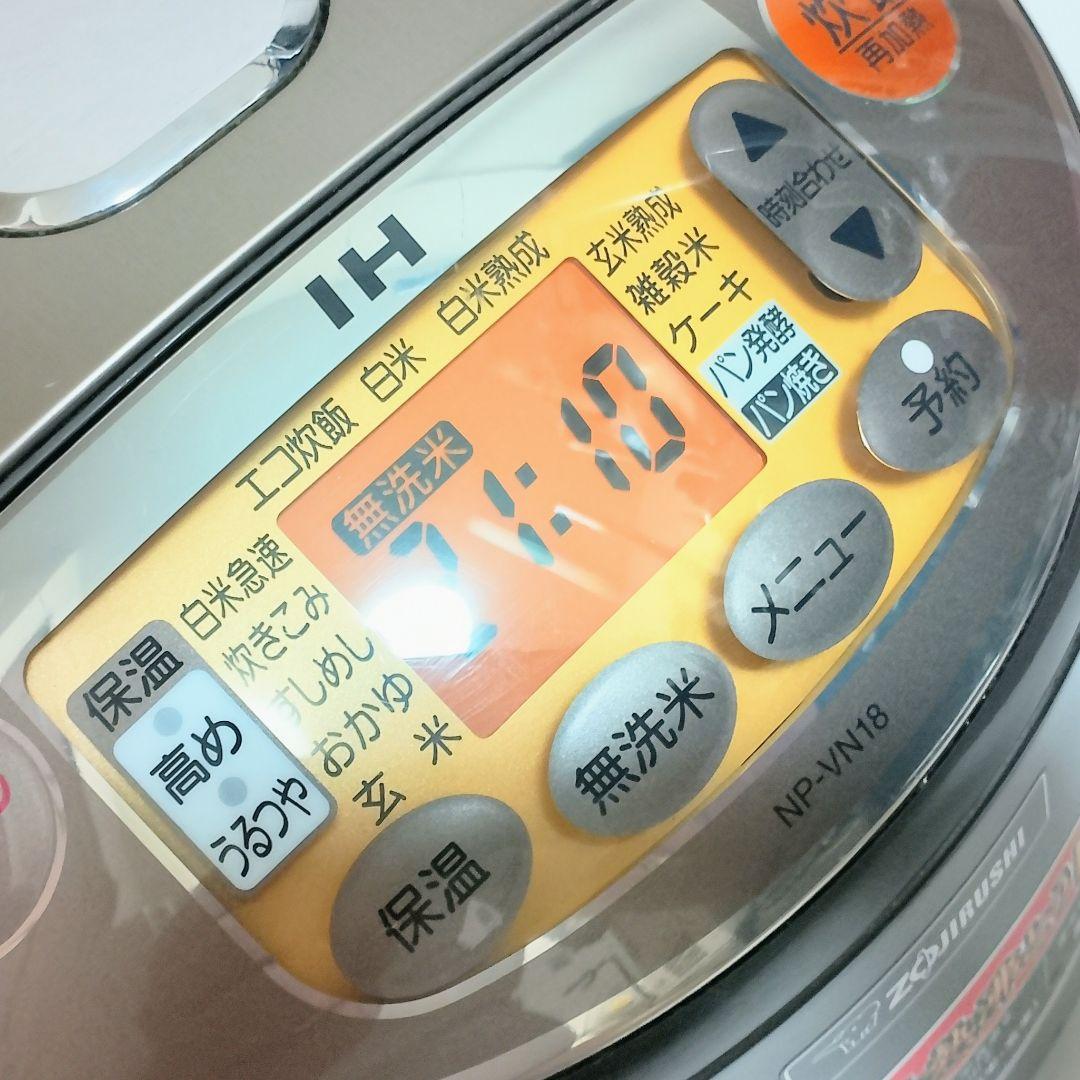 炊飯
再加熱
時刻合わせ
IH
エコ炊飯
白米
白米熟成
玄米熟成
雑穀米
ケーキ
パン発酵
パン焼き
予約
無洗米
21:10
白米急速
炊きこみ
すしめし
おかゆ
玄米
保温
高め
うるつや
メニュー
無洗米
保温
NP-VN18
ZOJIRUSHI